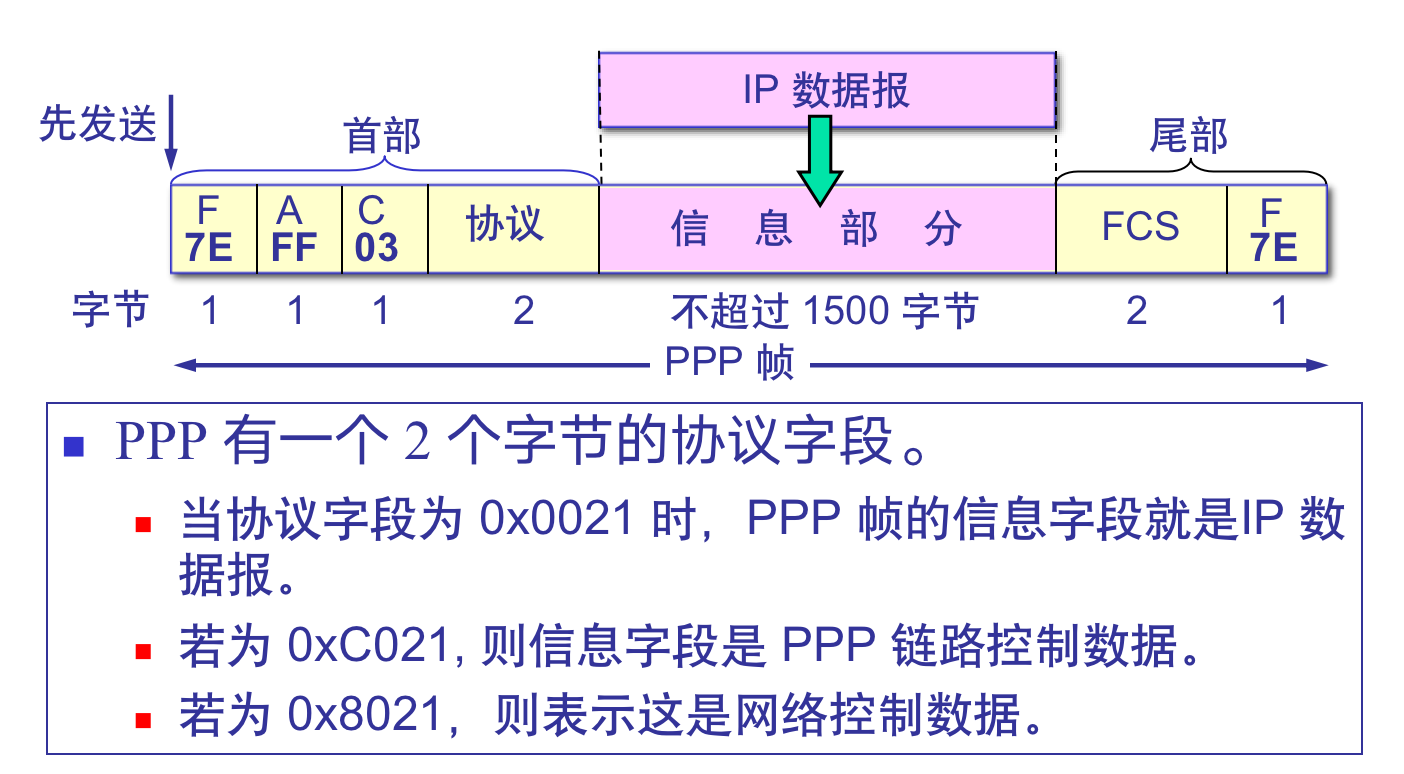 IP 数据报
先发送
首部
尾部
F A C 协议 信 息 部 分 FCS F
7E FF 03 7E
字节 1 1 1 2 不超过 1500 字节 2 1
PPP 帧
PPP 有一个 2 个字节的协议字段。
当协议字段为 0x0021 时，PPP 帧的信息字段就是IP 数
据报。
若为 0xC021, 则信息字段是 PPP 链路控制数据。
若为 0x8021，则表示这是网络控制数据。